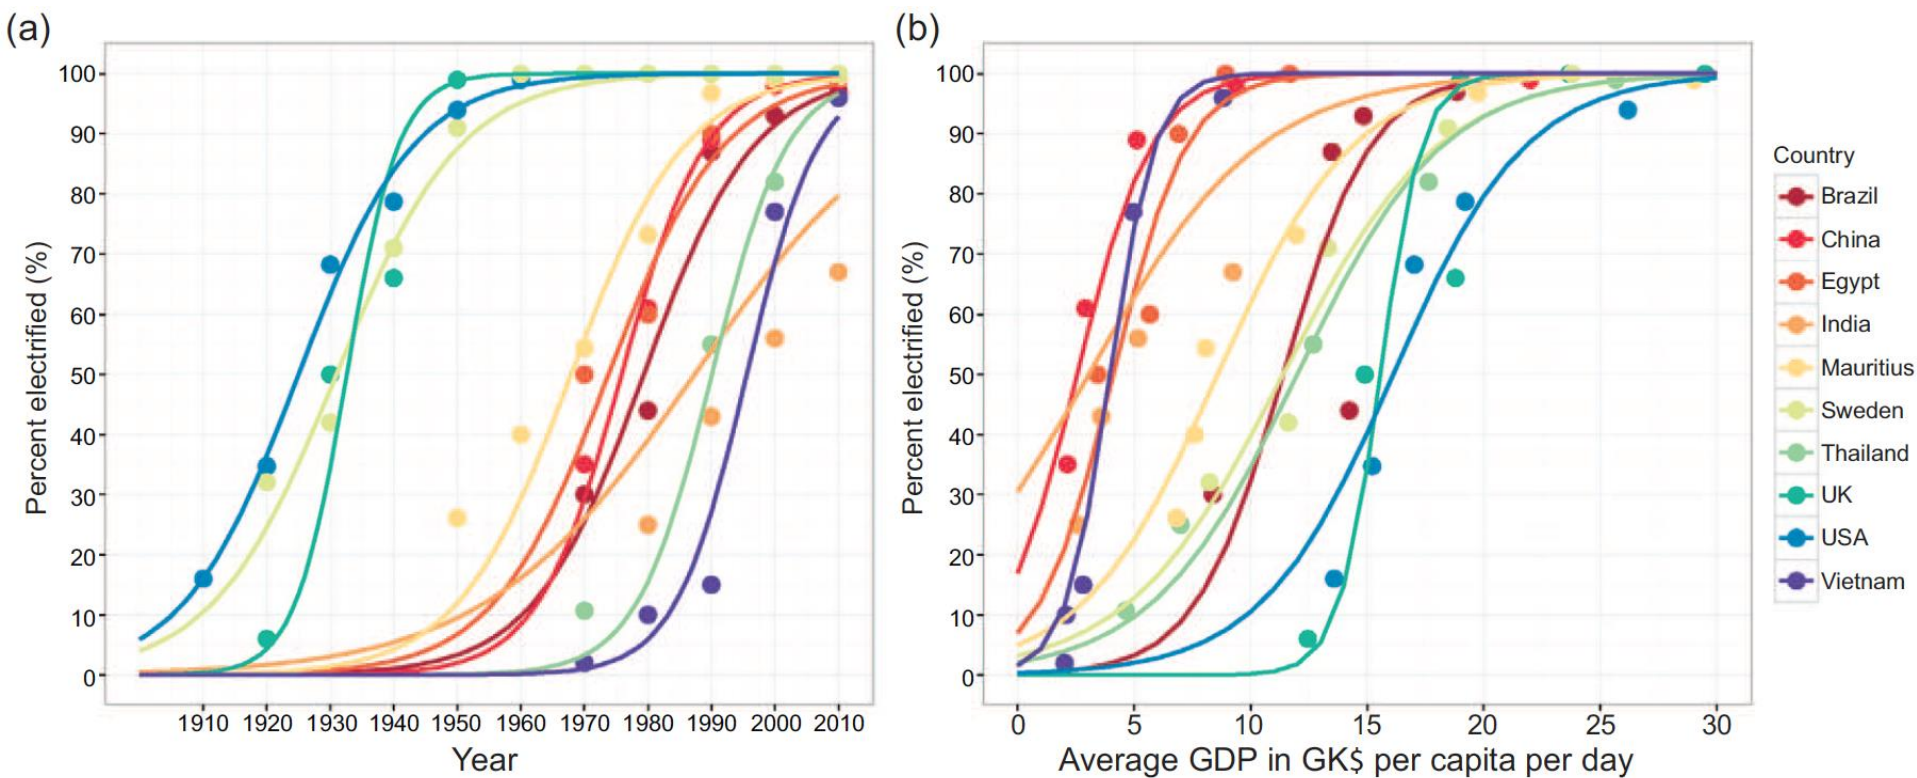 (a)
100
90
80
70
60
50
40
30
20
10
0
Percent electrified (%)
1910 1920 1930 1940 1950 1960 1970 1980 1990 2000 2010
Year
(b)
100
90
80
70
60
50
40
30
20
10
0
Percent electrified (%)
0 5 10 15 20 25 30
Average GDP in GK$ per capita per day
Country
Brazil
China
Egypt
India
Mauritius
Sweden
Thailand
UK
USA
Vietnam